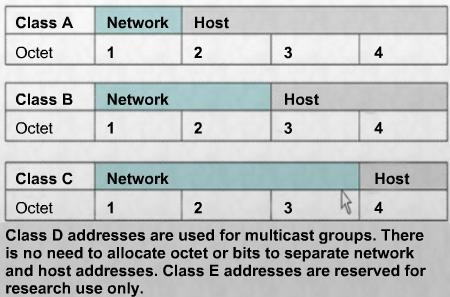 Class A Network Host
Octet 1 2 3 4
Class B Network Host
Octet 1 2 3 4
Class C Network Host
Octet 1 2 3 4
Class D addresses are used for multicast groups. There
is no need to allocate octet or bits to separate network
and host addresses. Class E addresses are reserved for
research use only.